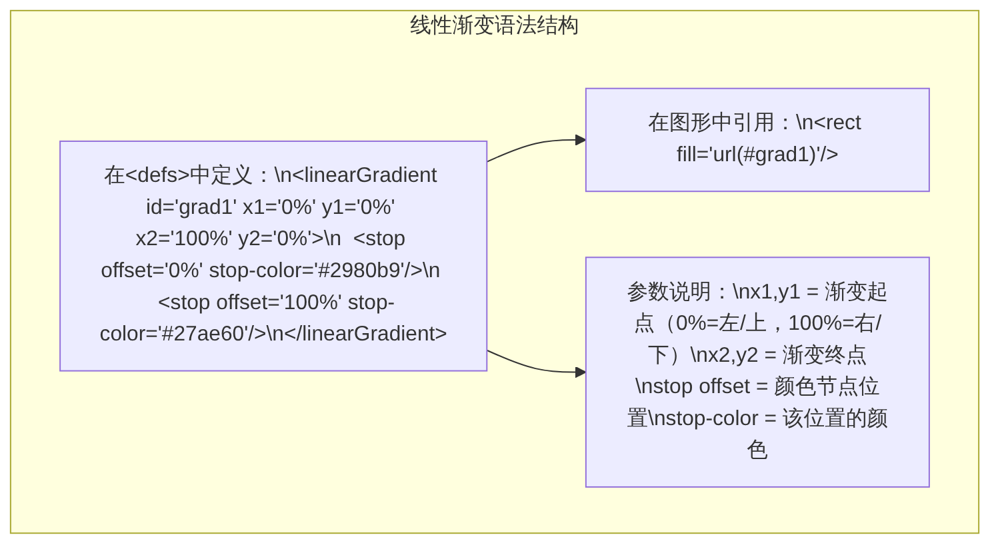 线性渐变语法结构
在<defs>中定义：\n<linearGradient
id='grad1' x1='0%' y1='0%'
x2='100%' y2='0%'>\n  <stop
offset='0%' stop-color='#2980b9'/>\n
<stop offset='100%' stop-
color='#27ae60'/>\n</linearGradient>
在图形中引用：\n<rect
fill='url(#grad1)'/>
参数说明：\nx1,y1 = 渐变起
点（0%=左/上，100%=右/
下）\nx2,y2 = 渐变终点
\nstop offset = 颜色节点位
置\nstop-color = 该位置的颜
色